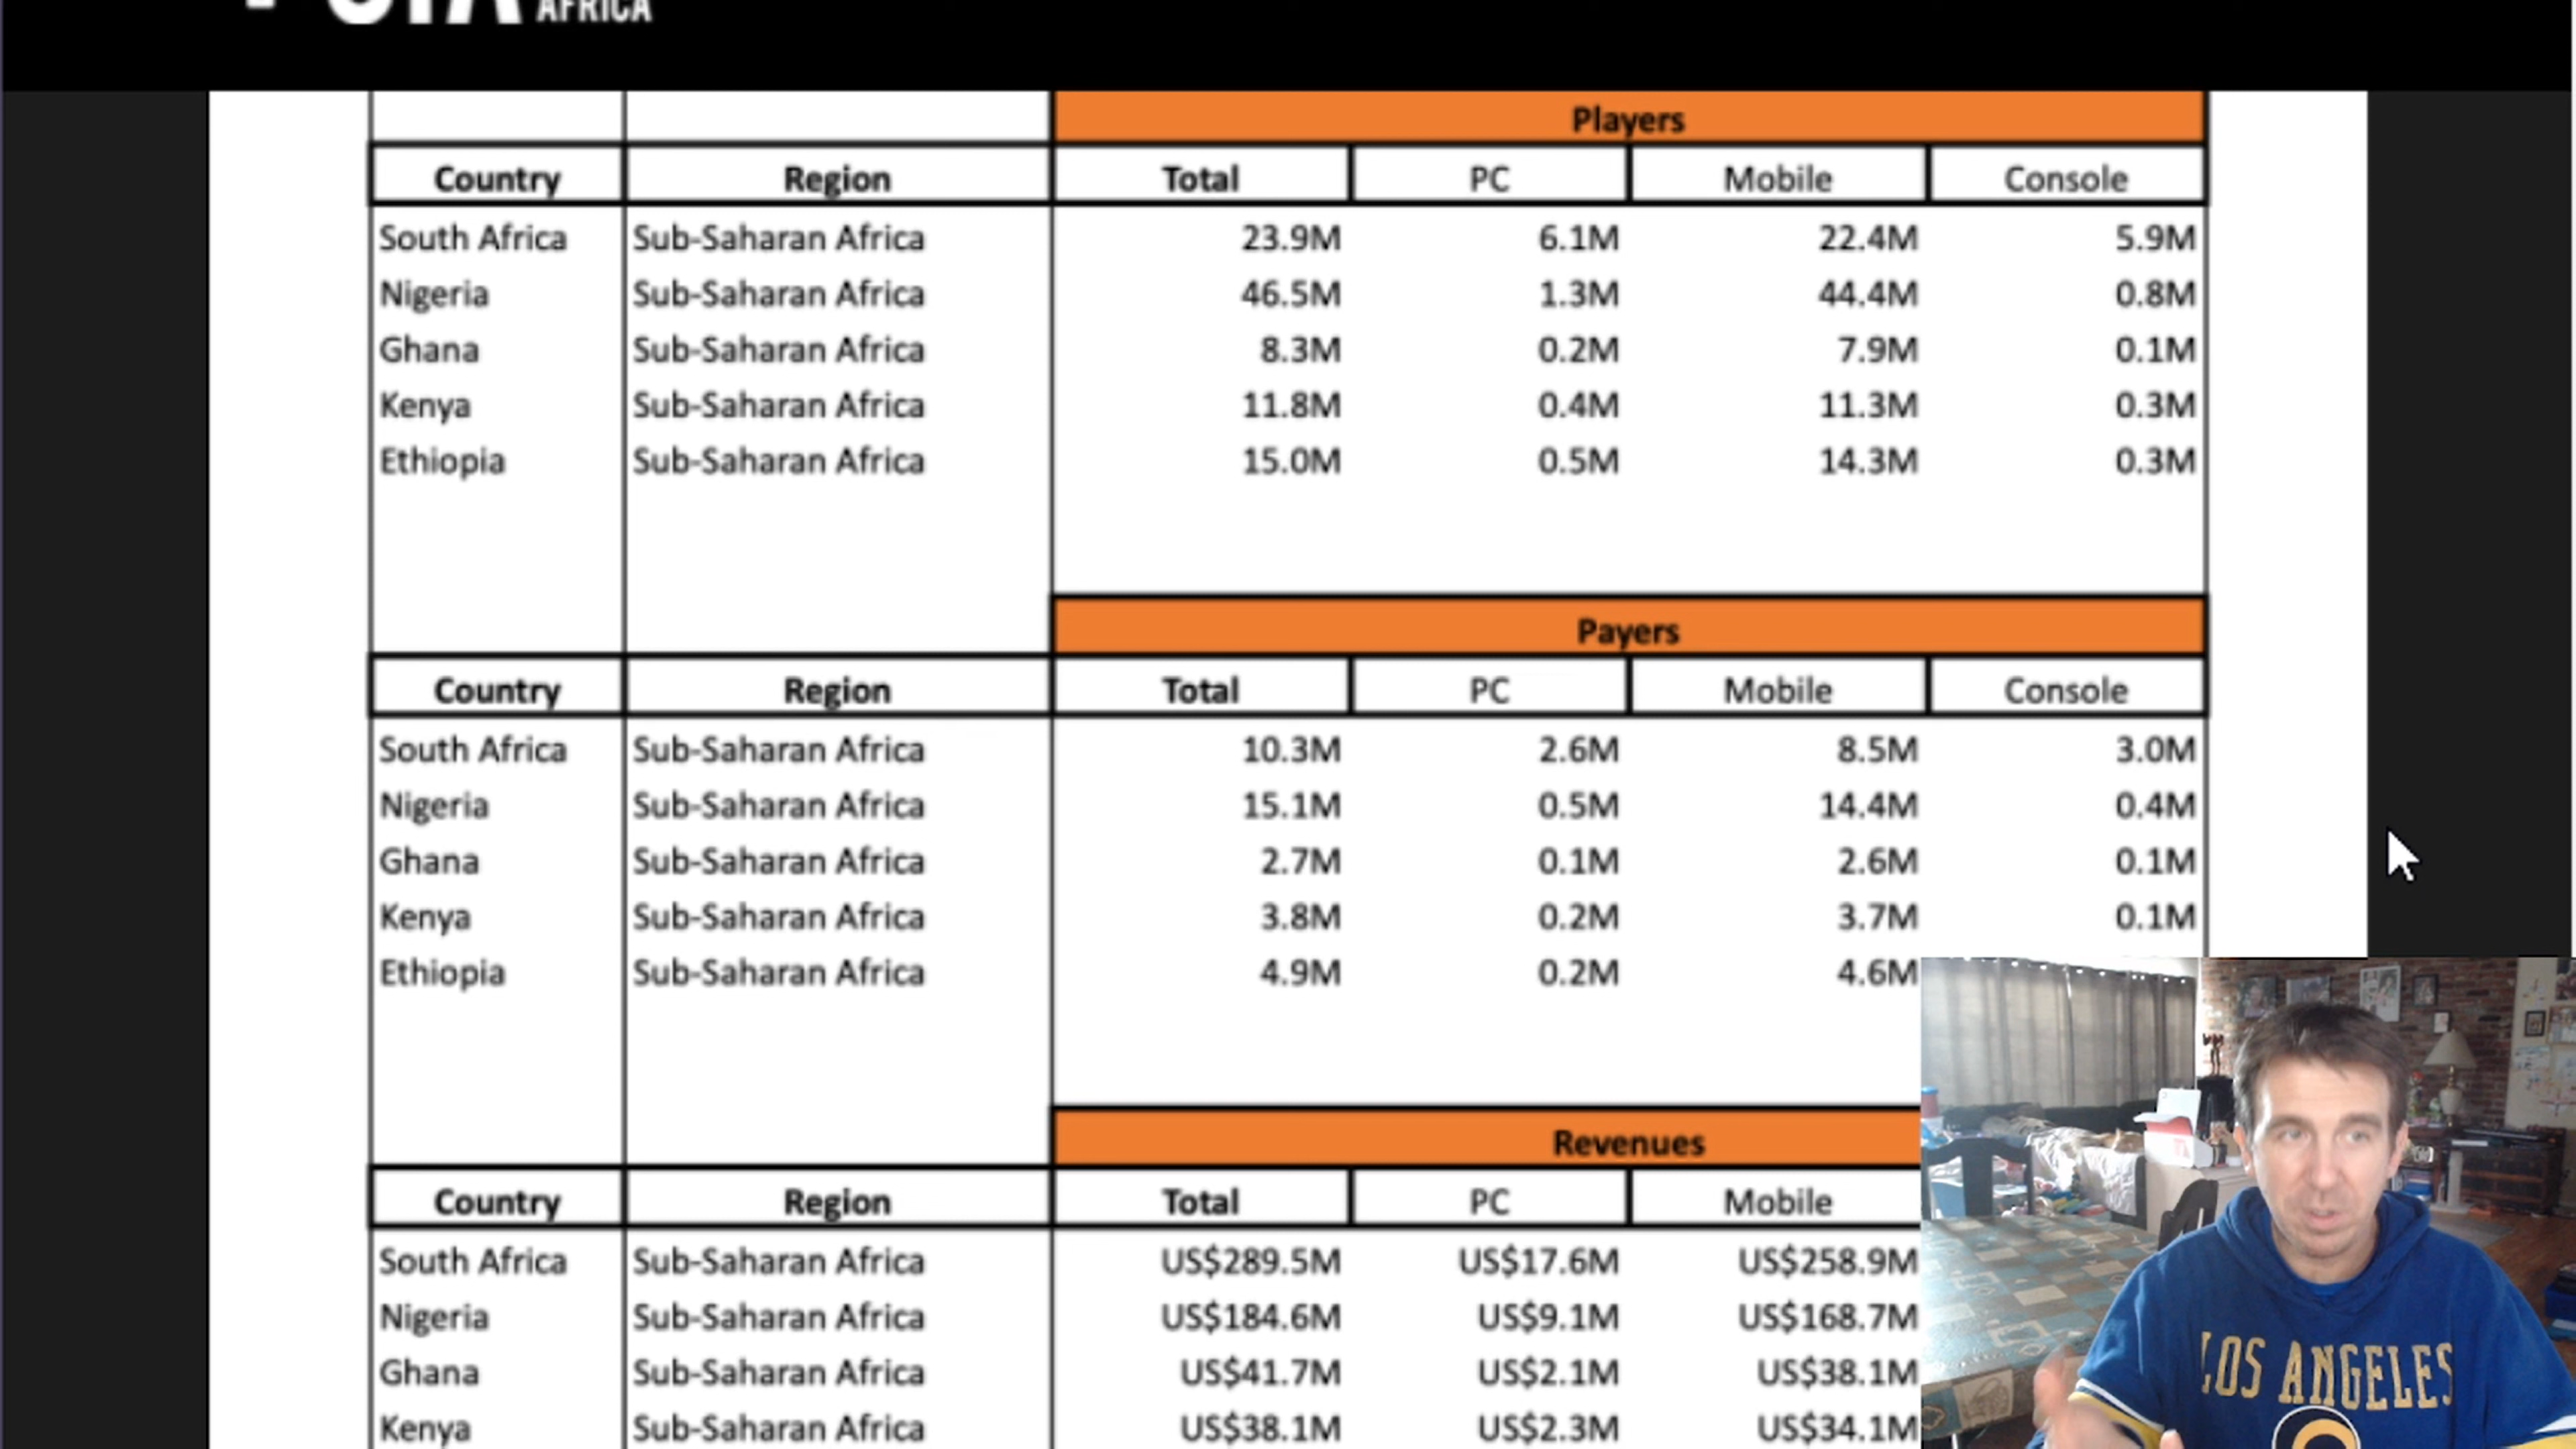 AFRICA
Players
Country Region Total PC Mobile Console
South Africa Sub-Saharan Africa 23.9M 6.1M 22.4M 5.9M
Nigeria Sub-Saharan Africa 46.5M 1.3M 44.4M 0.8M
Ghana Sub-Saharan Africa 8.3M 0.2M 7.9M 0.1M
Kenya Sub-Saharan Africa 11.8M 0.4M 11.3M 0.3M
Ethiopia Sub-Saharan Africa 15.0M 0.5M 14.3M 0.3M
Payers
Country Region Total PC Mobile Console
South Africa Sub-Saharan Africa 10.3M 2.6M 8.5M 3.0M
Nigeria Sub-Saharan Africa 15.1M 0.5M 14.4M 0.4M
Ghana Sub-Saharan Africa 2.7M 0.1M 2.6M 0.1M
Kenya Sub-Saharan Africa 3.8M 0.2M 3.7M 0.1M
Ethiopia Sub-Saharan Africa 4.9M 0.2M 4.6M
Revenues
Country Region Total PC Mobile
South Africa Sub-Saharan Africa US$289.5M US$17.6M US$258.9M
Nigeria Sub-Saharan Africa US$184.6M US$9.1M US$168.7M
Ghana Sub-Saharan Africa US$41.7M US$2.1M US$38.1M
Kenya Sub-Saharan Africa US$38.1M US$2.3M US$34.1M
LOS ANGELES